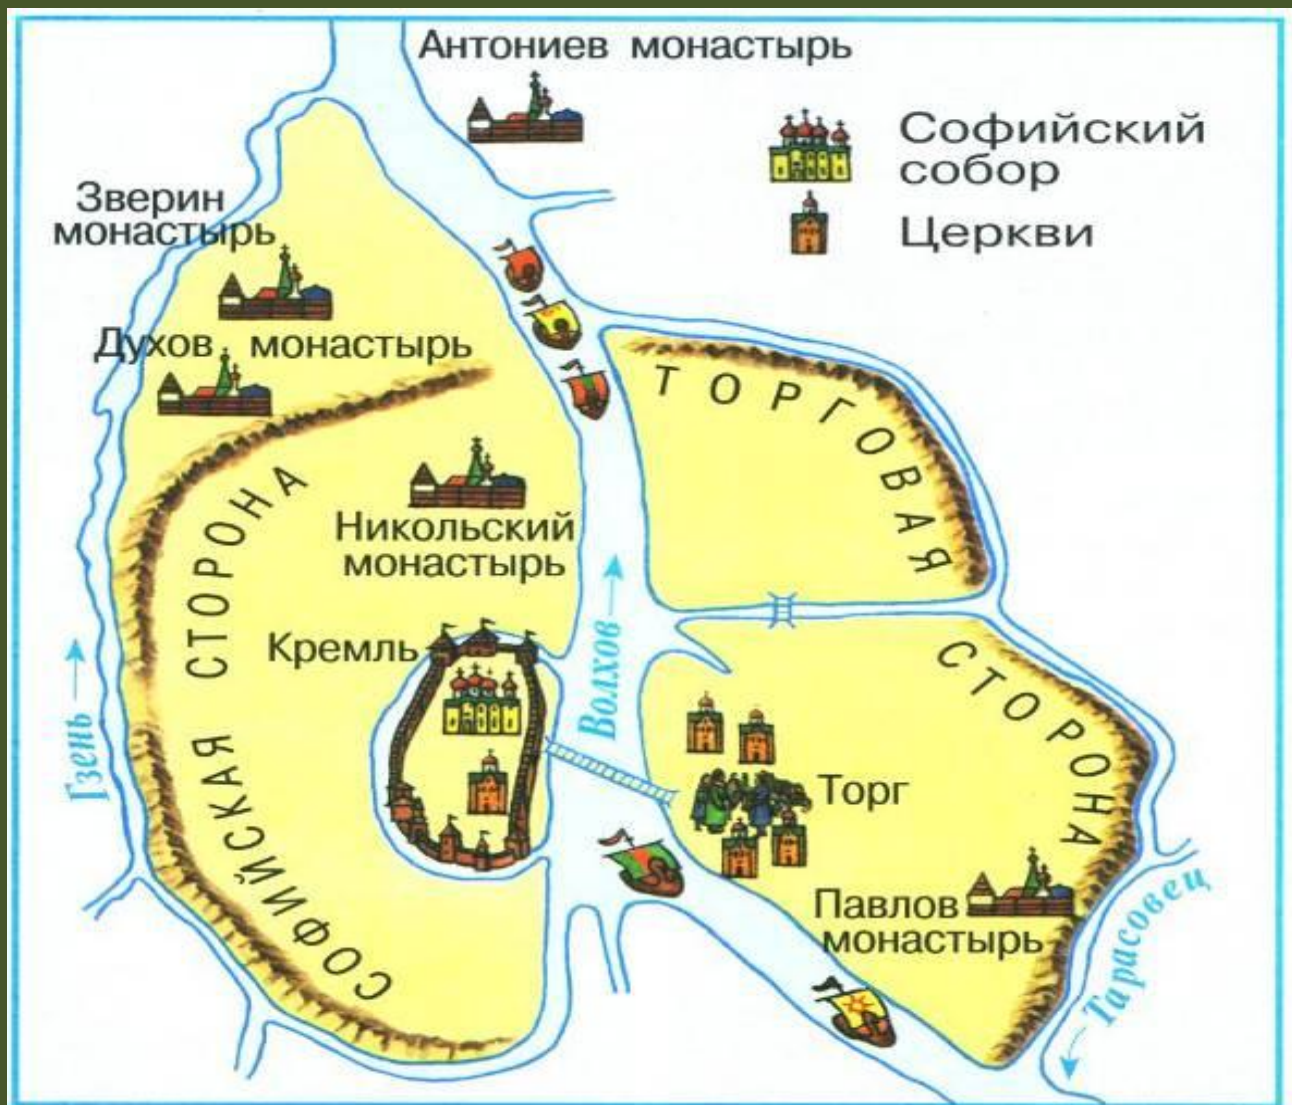 Антониев монастырь
Софийский
собор
Церкви
Зверин
монастырь
Духов монастырь
ТОРГОВАЯ
СТОРОНА
Никольский
монастырь
СОФИЙСКАЯ СТОРОНА
Кремль
Волхов
Гзень
Торг
Павлов
монастырь
Тарасовец